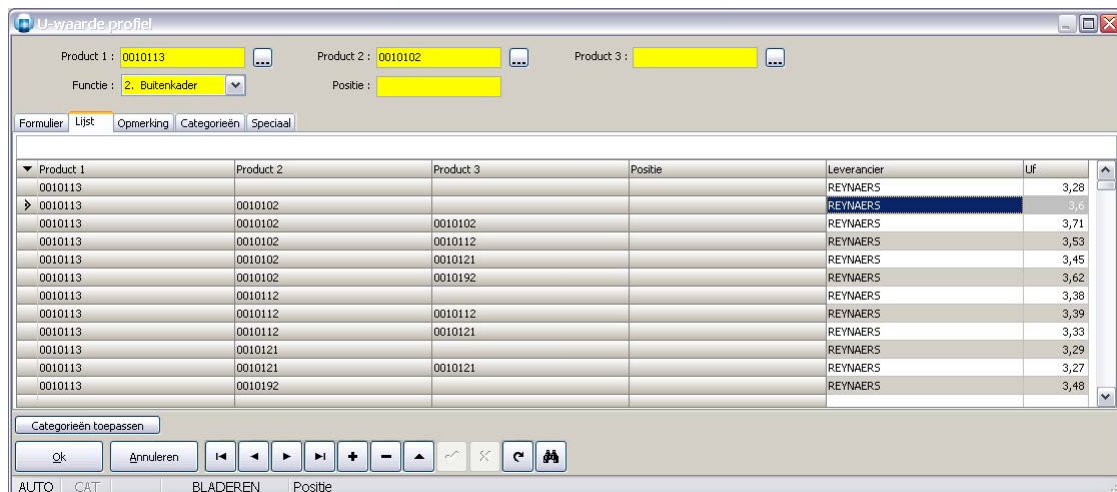 U-waarde profiel
Product 1 : 0010113 ... Product 2 : 0010102 ... Product 3 : ...
Functie : 2. Buitenkader Positie :
Formulier Lijst Opmerking Categorieën Speciaal
Product 1 Product 2 Product 3 Positie Leverancier Uf
0010113 REYNAERS 3,28
0010113 0010102 REYNAERS 3,6
0010113 0010102 0010102 REYNAERS 3,71
0010113 0010102 0010112 REYNAERS 3,53
0010113 0010102 0010121 REYNAERS 3,45
0010113 0010102 0010192 REYNAERS 3,62
0010113 0010112 REYNAERS 3,38
0010113 0010112 0010112 REYNAERS 3,39
0010113 0010112 0010121 REYNAERS 3,33
0010113 0010121 REYNAERS 3,29
0010113 0010121 0010121 REYNAERS 3,27
0010113 0010192 REYNAERS 3,48
Categorieën toepassen
Ok Annuleren
AUTO CAT BLADEREN Positie